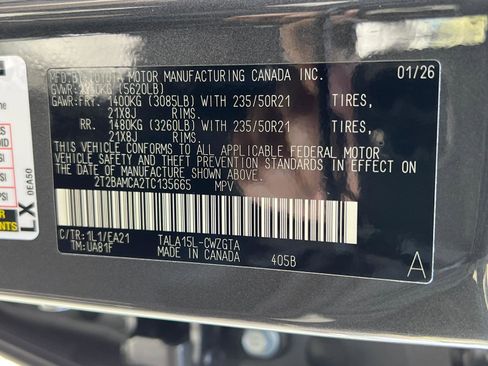 MFD.BY TOYOTA MOTOR MANUFACTURING CANADA INC. 01/26
GVWR: (5620LB)
GAWR:FRT. 1400KG (3085LB) WITH 235/50R21 TIRES,
21X8J RIMS.
RR. 1480KG (3260LB) WITH 235/50R21 TIRES,
21X8J RIMS.
THIS VEHICLE CONFORMS TO ALL APPLICABLE FEDERAL MOTOR
VEHICLE SAFETY AND THEFT PREVENTION STANDARDS IN EFFECT ON
THE DATE OF MANUFACTURE SHOWN ABOVE.
2T2BAMCA2TC135665 MPV
C/TR: 1L1/EA21 TALA15L-CWZGTA
TM: UA81F MADE IN CANADA 405B
A
LX
0EA50